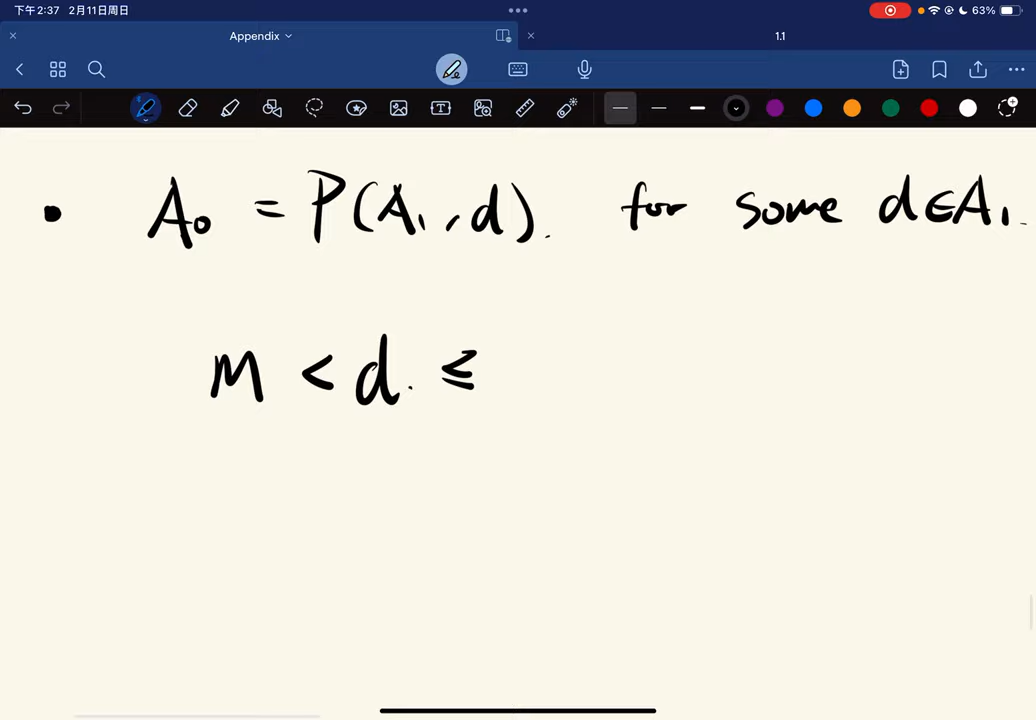 下午2:37 2月11日周日
63%
Appendix
1.1
• A₀ = P(A₁, d). for some d∈A₁.
m < d. ≤